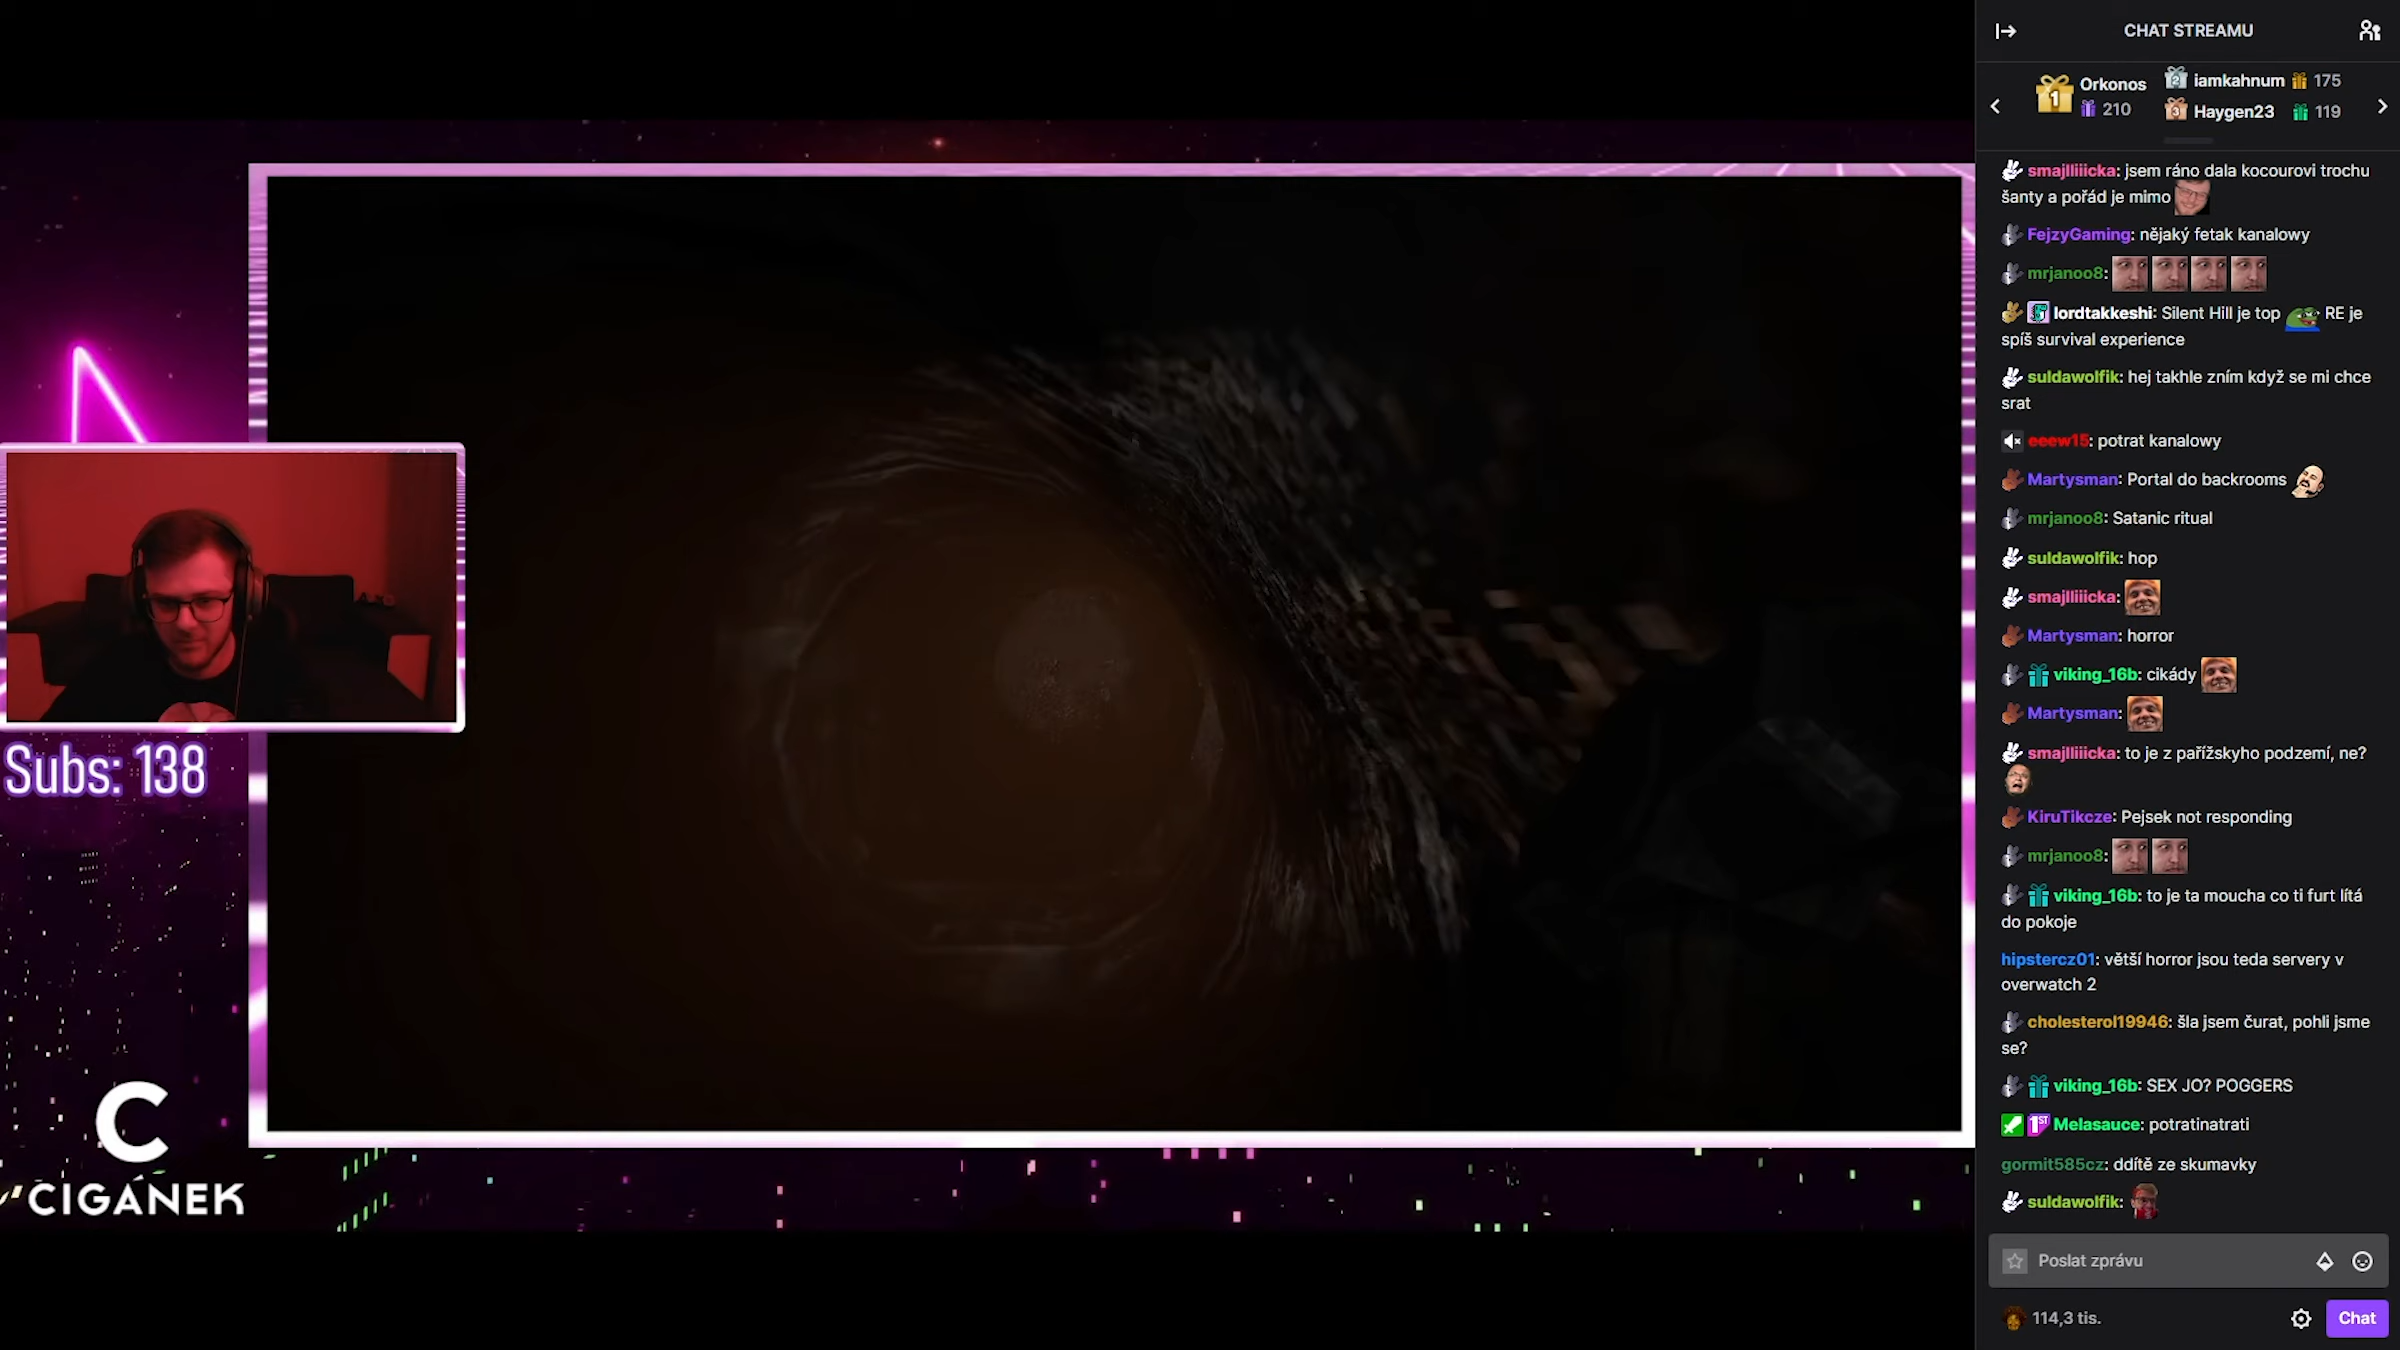 CHAT STREAMU
Orkonos
210
iamkahnum 175
Haygen23 119
smajlliiicka: jsem ráno dala kocourovi trochu
šanty a pořád je mimo
FejzyGaming: nějaký fetak kanalowy
mrjanoo8:
lordtakkeshi: Silent Hill je top RE je
spíš survival experience
suldawolfik: hej takhle zním když se mi chce
srat
eeew15: potrat kanalowy
Martysman: Portal do backrooms
mrjanoo8: Satanic ritual
suldawolfik: hop
smajlliiicka:
Martysman: horror
viking_16b: cikády
Martysman:
smajlliiicka: to je z pařížskyho podzemí, ne?
KiruTikcze: Pejsek not responding
mrjanoo8:
viking_16b: to je ta moucha co ti furt lítá
do pokoje
hipstercz01: větší horror jsou teda servery v
overwatch 2
cholesterol19946: šla jsem čurat, pohli jsme
se?
viking_16b: SEX JO? POGGERS
Melasauce: potratinatrati
gormit585cz: ddítě ze skumavky
suldawolfik:
Poslat zprávu
114,3 tis.
Chat
Subs: 138
C
CIGÁNEK